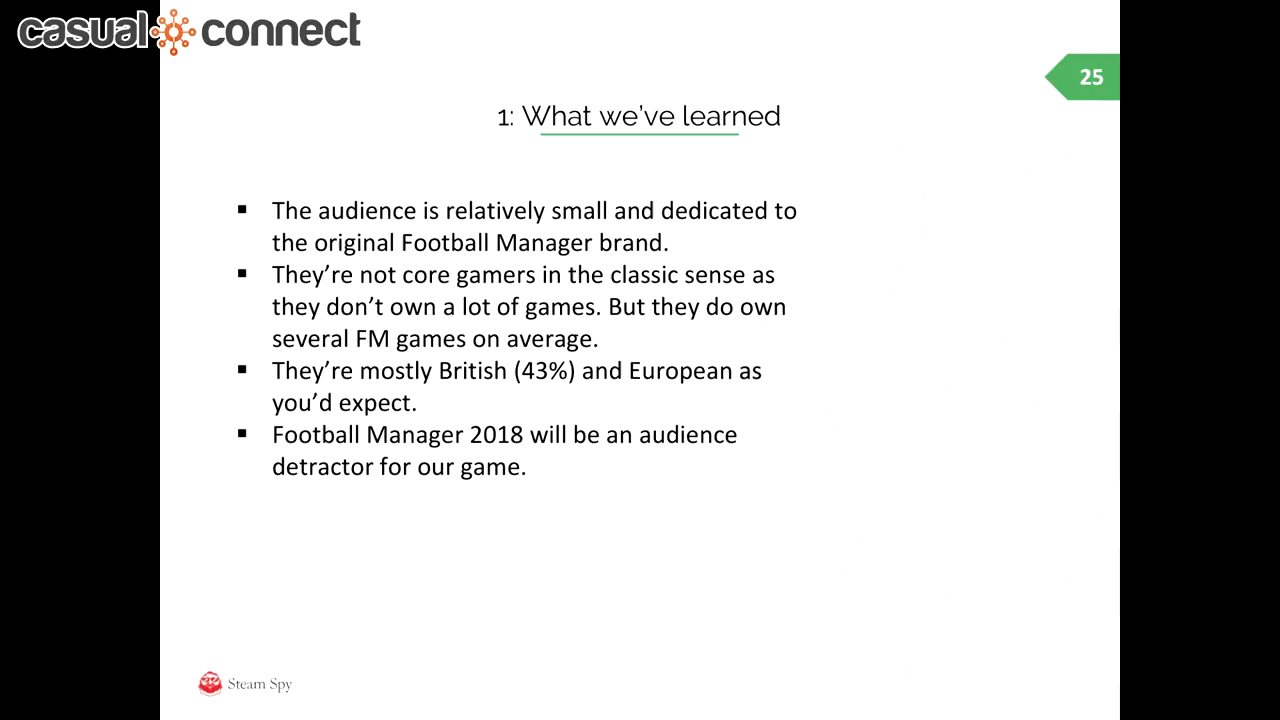 casual connect
25
1: What we've learned
▪ The audience is relatively small and dedicated to
the original Football Manager brand.
▪ They're not core gamers in the classic sense as
they don't own a lot of games. But they do own
several FM games on average.
▪ They're mostly British (43%) and European as
you'd expect.
▪ Football Manager 2018 will be an audience
detractor for our game.
Steam Spy